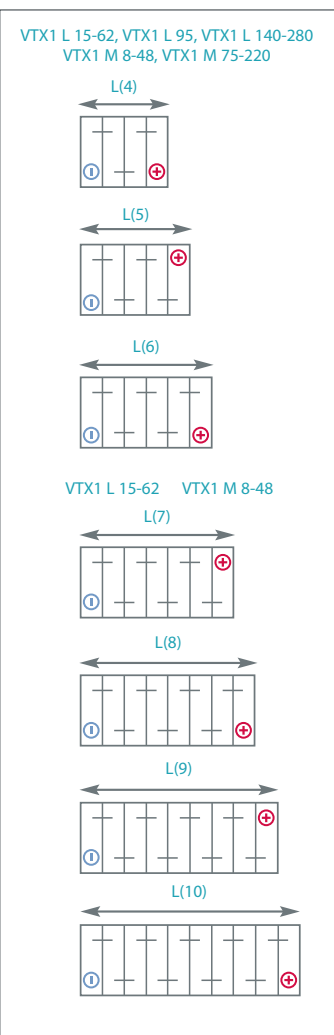 VTX1 L 15-62, VTX1 L 95, VTX1 L 140-280
VTX1 M 8-48, VTX1 M 75-220
L(4)
L(5)
L(6)
VTX1 L 15-62 VTX1 M 8-48
L(7)
L(8)
L(9)
L(10)